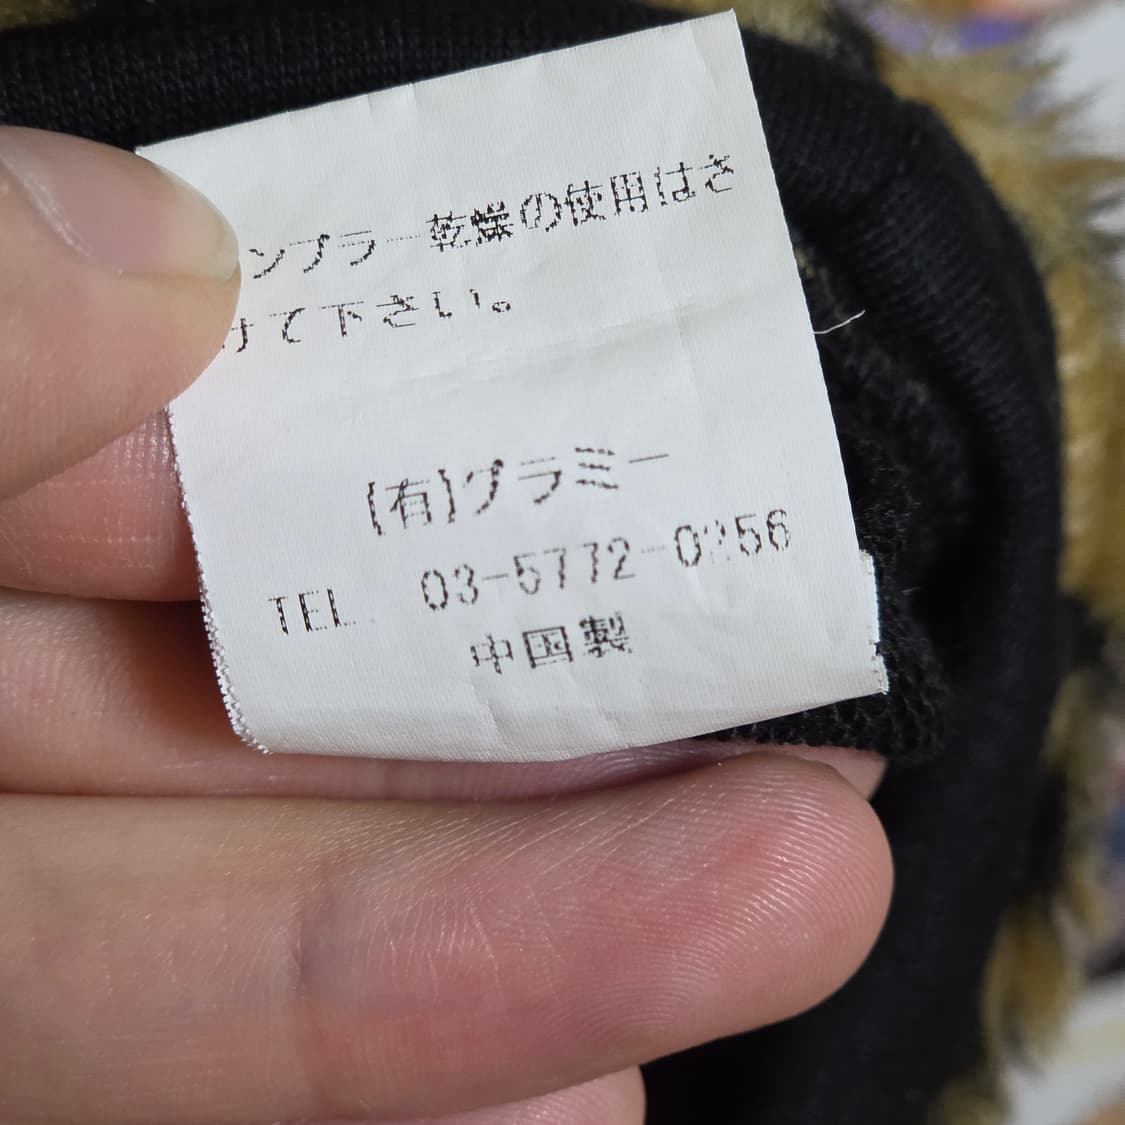 ンブラー乾燥の使用はさ
けて下さい。
(有)グラミー
TEL 03-5772-0256
中国製